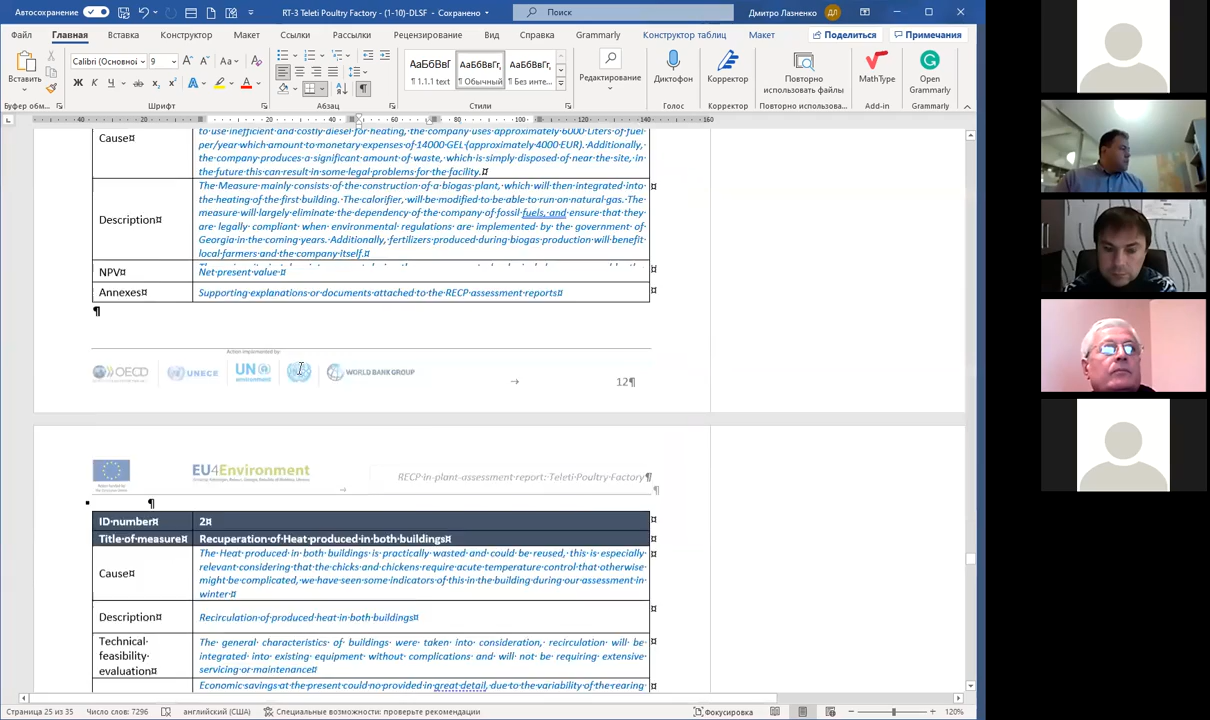 Автосохранение
RT-3 Teleti Poultry Factory - (1-10)-DLSF - Сохранено
Поиск
Дмитро Лазненко
ДЛ
Файл
Главная
Вставка
Конструктор
Макет
Ссылки
Рассылки
Рецензирование
Вид
Справка
Grammarly
Конструктор таблиц
Макет
Поделиться
Примечания
Вставить
Calibri (Основной
9
Ж К Ч
АаБбВвГ
АаБбВвГг,
АаБбВвГг,
¶ 1.1.1 text
¶ Обычный
¶ Без инте...
Редактирование
Диктофон
Корректор
Повторно использовать файлы
MathType
Open Grammarly
Буфер обм...
Шрифт
Абзац
Стили
Голос
Корректор
Повторно использова...
Add-in
Grammarly
Cause¤
to use inefficient and costly diesel for heating, the company uses approximately 6000 Liters of fuel
per/year which amount to monetary expenses of 14000 GEL (approximately 4000 EUR). Additionally,
the company produces a significant amount of waste, which is simply disposed of near the site, in
the future this can result in some legal problems for the facility.¤
Description¤
The Measure mainly consists of the construction of a biogas plant, which will then integrated into
the heating of the first building. The calorifier, will be modified to be able to run on natural gas. The
measure will largely eliminate the dependency of the company of fossil fuels, and ensure that they
are legally compliant when environmental regulations are implemented by the government of
Georgia in the coming years. Additionally, fertilizers produced during biogas production will benefit
local farmers and the company itself.¤
NPV¤
Net present value ¤
Annexes¤
Supporting explanations or documents attached to the RECP assessment reports¤
¶
Action implemented by:
OECD
UNECE
UN environment
WORLD BANK GROUP
12¶
EU4Environment
RECP in plant assessment report: Teleti Poultry Factory¶
¶
ID number¤
2¤
Title of measure¤
Recuperation of Heat produced in both buildings¤
Cause¤
The Heat produced in both buildings is practically wasted and could be reused, this is especially
relevant considering that the chicks and chickens require acute temperature control that otherwise
might be complicated, we have seen some indicators of this in the building during our assessment in
winter ¤
Description¤
Recirculation of produced heat in both buildings¤
Technical feasibility evaluation¤
The general characteristics of buildings were taken into consideration, recirculation will be
integrated into existing equipment without complications and will not be requiring extensive
servicing or maintenance¤
Economic savings at the present could no provided in great detail, due to the variability of the rearing
Страница 25 из 35
Число слов: 7296
английский (США)
Специальные возможности: проверьте рекомендации
Фокусировка
120%